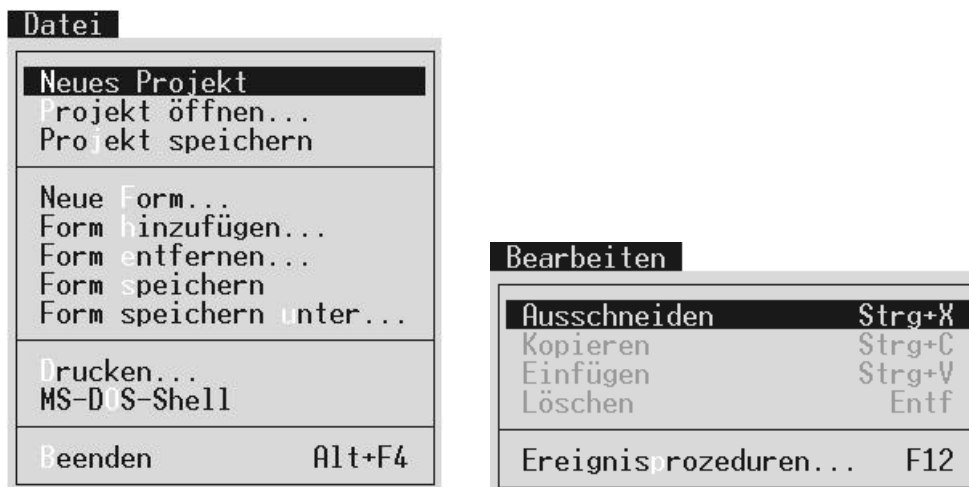 Datei
Neues Projekt
Projekt öffnen...
Projekt speichern
Neue Form...
Form hinzufügen...
Form entfernen...
Form speichern
Form speichern unter...
Drucken...
MS-DOS-Shell
Beenden Alt+F4
Bearbeiten
Ausschneiden Strg+X
Kopieren Strg+C
Einfügen Strg+V
Löschen Entf
Ereignisprozeduren... F12